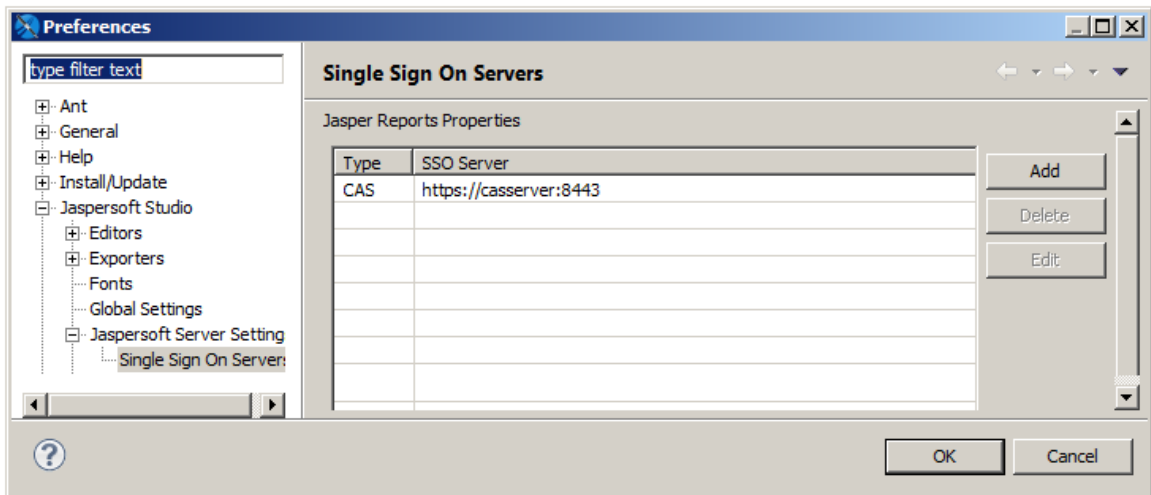 Preferences
type filter text
Ant
General
Help
Install/Update
Jaspersoft Studio
Editors
Exporters
Fonts
Global Settings
Jaspersoft Server Setting
Single Sign On Server
Single Sign On Servers
Jasper Reports Properties
Type SSO Server
CAS https://casserver:8443
Add
Delete
Edit
?
OK Cancel